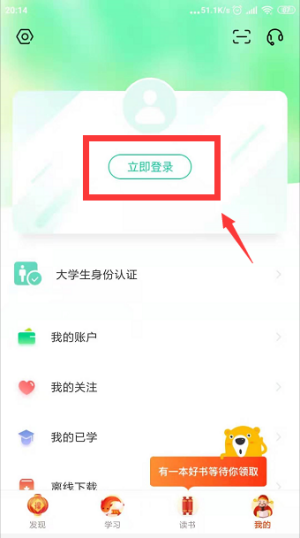 20:14
...51.1K/s
立即登录
大学生身份认证
我的账户
我的关注
我的已学
有一本好书等待你领取
离线下载
发现
学习
读书
我的